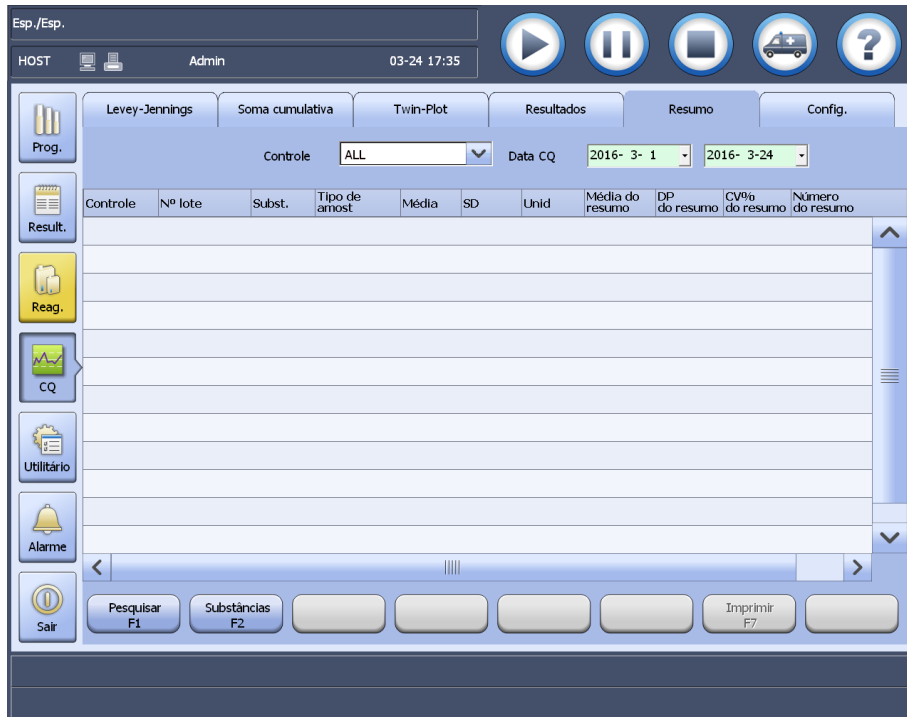 Esp./Esp.
HOST Admin 03-24 17:35
?
Levey-Jennings Soma cumulativa Twin-Plot Resultados Resumo Config.
Prog.
Controle ALL Data CQ 2016- 3- 1 2016- 3-24
Controle Nº lote Subst. Tipo de amost Média SD Unid Média do resumo DP do resumo CV% do resumo Número do resumo
Result.
Reag.
CQ
Utilitário
Alarme
Sair
Pesquisar F1 Substâncias F2 Imprimir F7